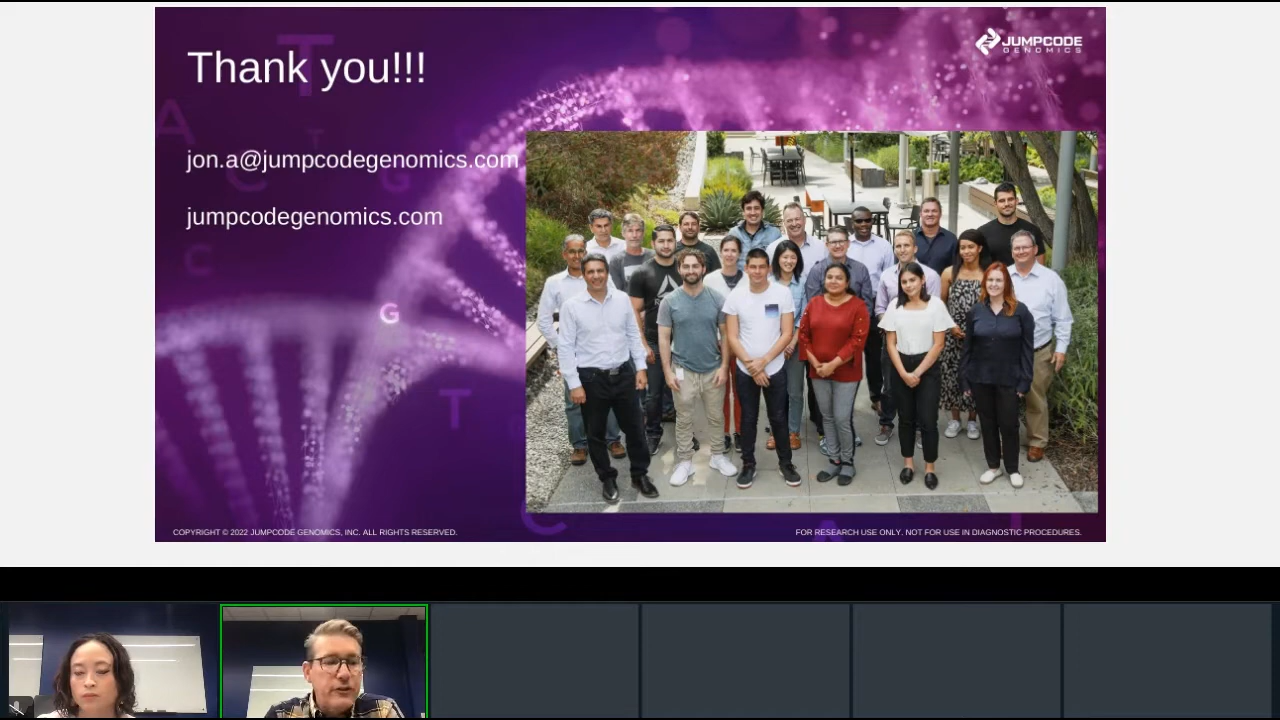 JUMPCODE
GENOMICS
Thank you!!!
jon.a@jumpcodegenomics.com
jumpcodegenomics.com
A
T
T
C
G
C
G
T
C
COPYRIGHT © 2022 JUMPCODE GENOMICS, INC. ALL RIGHTS RESERVED.
FOR RESEARCH USE ONLY. NOT FOR USE IN DIAGNOSTIC PROCEDURES.